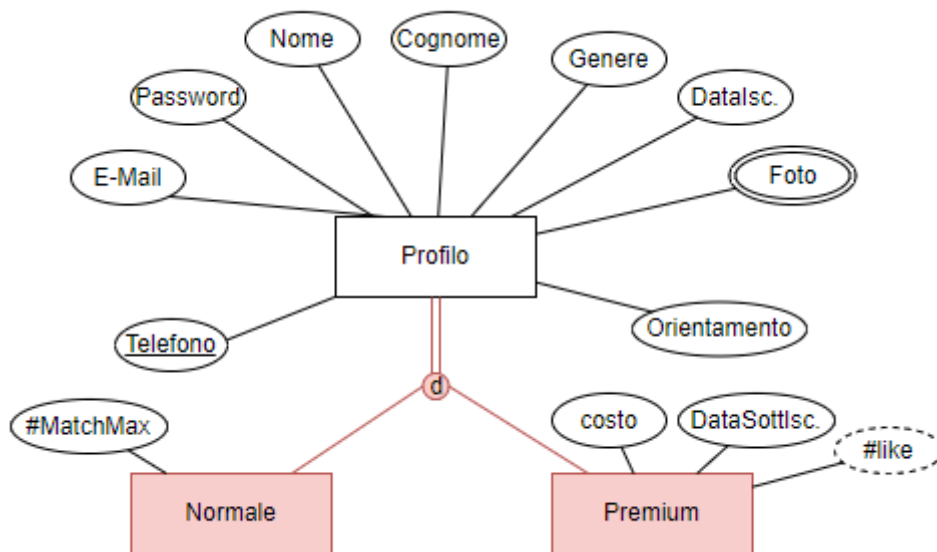 Nome
Cognome
Genere
Password
DataIsc.
E-Mail
Foto
Profilo
Telefono
Orientamento
d
#MatchMax
costo
DataSottIsc.
#like
Normale
Premium